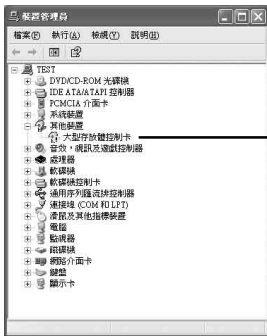 裝置管理員
檔案(F) 執行(A) 檢視(V) 說明(H)
TEST
DVD/CD-ROM 光碟機
IDE ATA/ATAPI 控制器
PCMCIA 介面卡
系統裝置
其他裝置
大型存放體控制卡
音效,視訊及遊戲控制器
處理器
軟碟機
軟碟機控制卡
通用序列匯流排控制器
連接埠 (COM 和 LPT)
滑鼠及其他指標裝置
電腦
監視器
磁碟機
網路介面卡
鍵盤
顯示卡